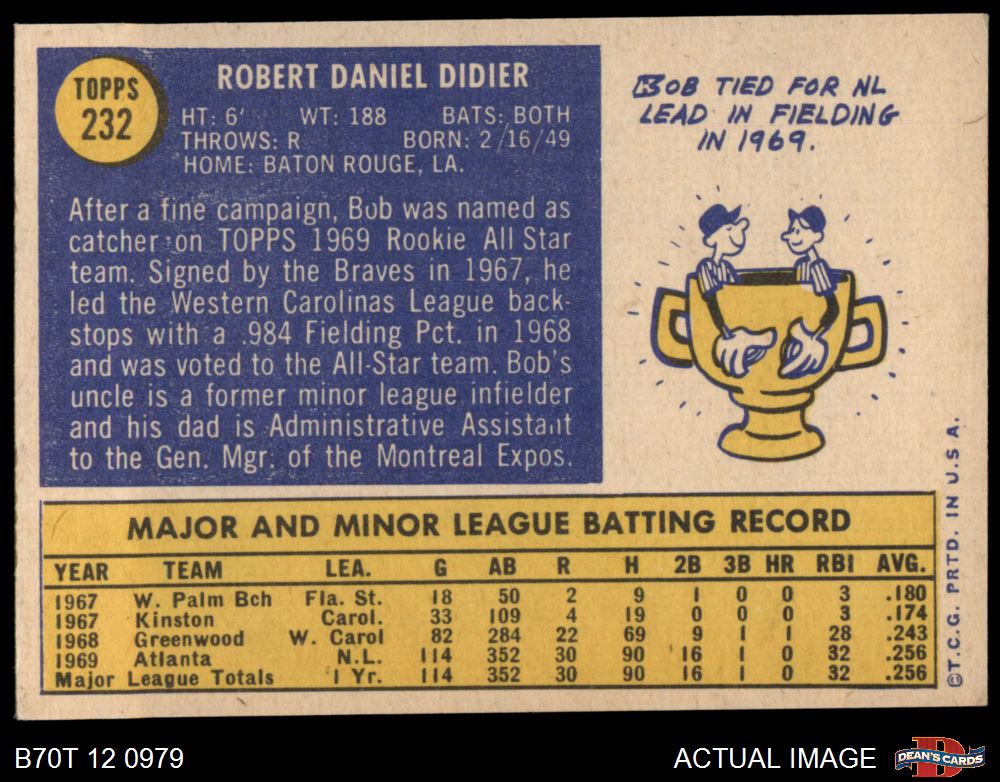 TOPPS
232
ROBERT DANIEL DIDIER
HT: 6' WT: 188 BATS: BOTH
THROWS: R BORN: 2/16/49
HOME: BATON ROUGE, LA.
After a fine campaign, Bob was named as
catcher on TOPPS 1969 Rookie All Star
team. Signed by the Braves in 1967, he
led the Western Carolinas League back-
stops with a .984 Fielding Pct. in 1968
and was voted to the All-Star team. Bob's
uncle is a former minor league infielder
and his dad is Administrative Assistant
to the Gen. Mgr. of the Montreal Expos.
BOB TIED FOR NL
LEAD IN FIELDING
IN 1969.
MAJOR AND MINOR LEAGUE BATTING RECORD
YEAR TEAM LEA. G AB R H 2B 3B HR RBI AVG.
1967 W. Palm Bch Fla. St. 18 50 2 9 1 0 0 3 .180
1967 Kinston Carol. 33 109 4 19 0 0 0 3 .174
1968 Greenwood W. Carol 82 284 22 69 9 1 1 28 .243
1969 Atlanta N.L. 114 352 30 90 16 1 0 32 .256
Major League Totals 1 Yr. 114 352 30 90 16 1 0 32 .256
©T.C.G. PRTD. IN U.S.A.
B70T 12 0979
ACTUAL IMAGE
D
DEAN'S CARDS